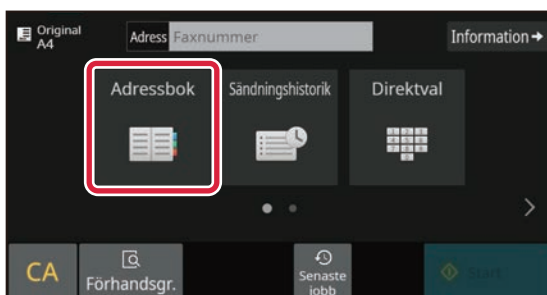 Original
A4
Adress Faxnummer
Information
Adressbok
Sändningshistorik
Direktval
CA
Förhandsgr.
Senaste
jobb
Start